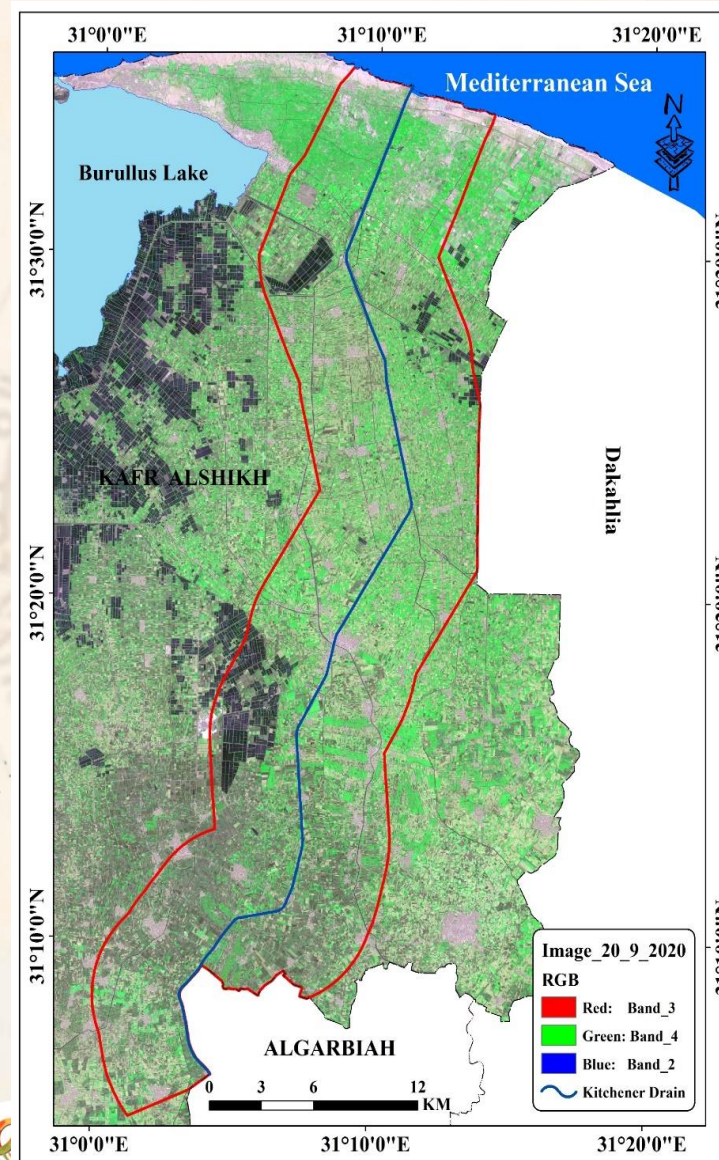 31°0'0"E
31°10'0"E
31°20'0"E
Mediterranean Sea
N
Burullus Lake
31°30'0"N
KAFR ALSHIKH
Dakahlia
31°20'0"N
31°10'0"N
Image_20_9_2020
RGB
Red: Band_3
Green: Band_4
Blue: Band_2
Kitchener Drain
ALGARBIAH
0 3 6 12
KM
31°0'0"E
31°10'0"E
31°20'0"E